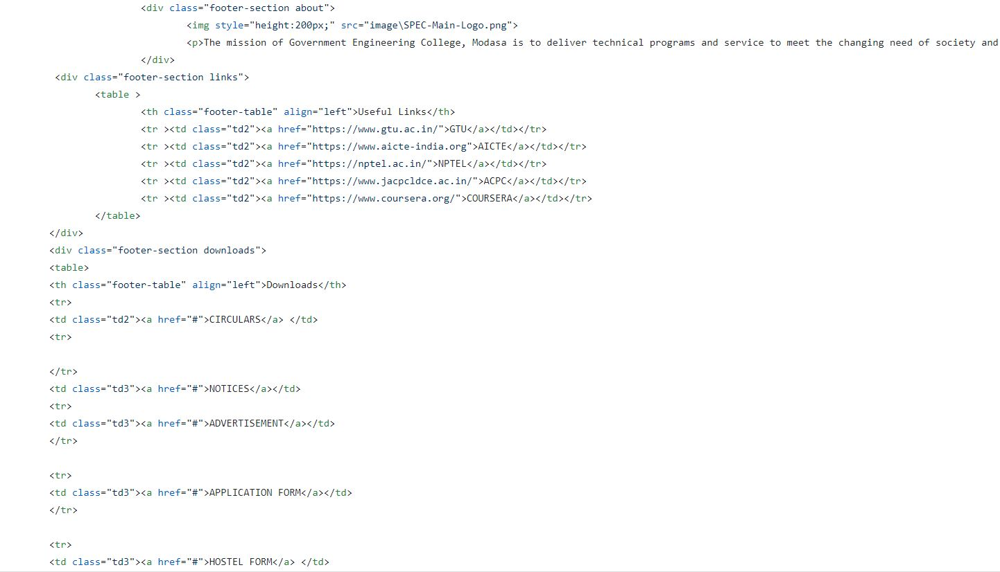 <div class="footer-section about">
<img style="height:200px;" src="image\SPEC-Main-Logo.png">
<p>The mission of Government Engineering College, Modasa is to deliver technical programs and service to meet the changing need of society and
</div>
<div class="footer-section links">
<table >
<th class="footer-table" align="left">Useful Links</th>
<tr ><td class="td2"><a href="https://www.gtu.ac.in/">GTU</a></td></tr>
<tr ><td class="td2"><a href="https://www.aicte-india.org">AICTE</a></td></tr>
<tr ><td class="td2"><a href="https://nptel.ac.in/">NPTEL</a></td></tr>
<tr ><td class="td2"><a href="https://www.jacpcldce.ac.in/">ACPC</a></td></tr>
<tr ><td class="td2"><a href="https://www.coursera.org/">COURSERA</a></td></tr>
</table>
</div>
<div class="footer-section downloads">
<table>
<th class="footer-table" align="left">Downloads</th>
<tr>
<td class="td2"><a href="#">CIRCULARS</a> </td>
<tr>
</tr>
<td class="td3"><a href="#">NOTICES</a></td>
<tr>
<td class="td3"><a href="#">ADVERTISEMENT</a></td>
</tr>
<tr>
<td class="td3"><a href="#">APPLICATION FORM</a></td>
</tr>
<tr>
<td class="td3"><a href="#">HOSTEL FORM</a> </td>